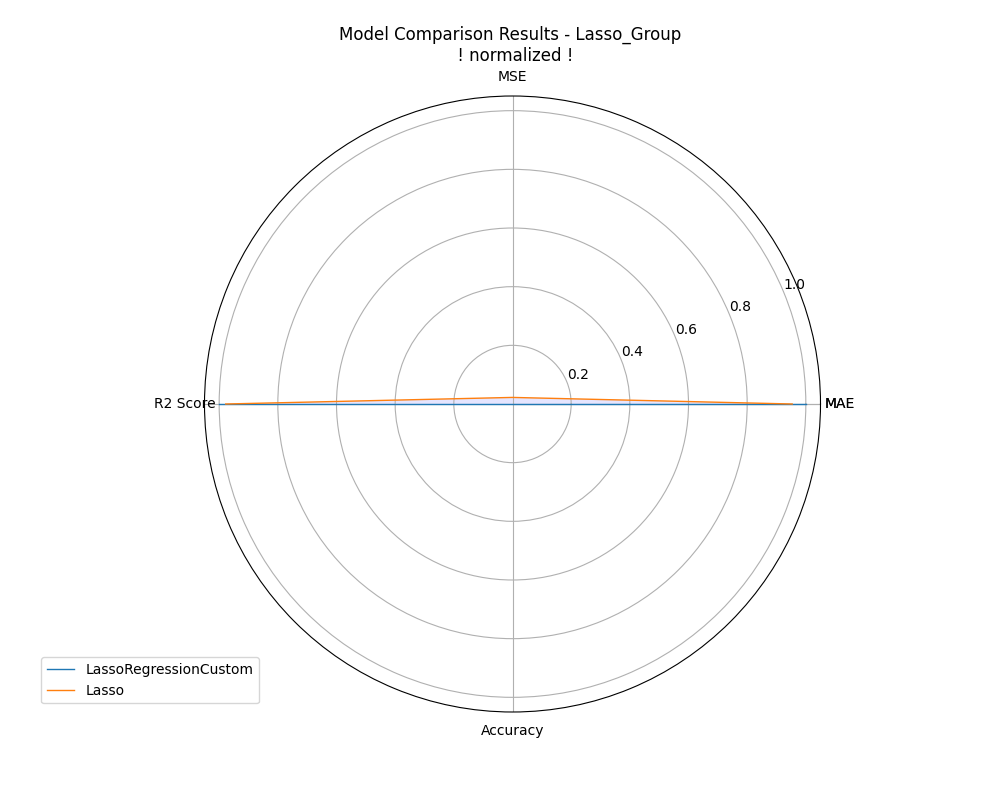 Model Comparison Results - Lasso_Group
! normalized !
MSE
1.0
0.8
0.6
0.4
0.2
R2 Score
MAE
LassoRegressionCustom
Lasso
Accuracy